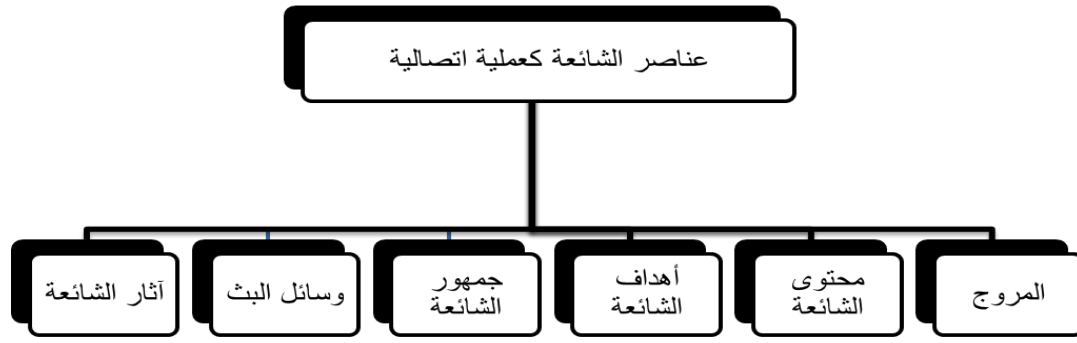 عناصر الشائعة كعملية اتصالية
المروج
محتوى
الشائعة
أهداف
الشائعة
جمهور
الشائعة
وسائل البث
آثار الشائعة